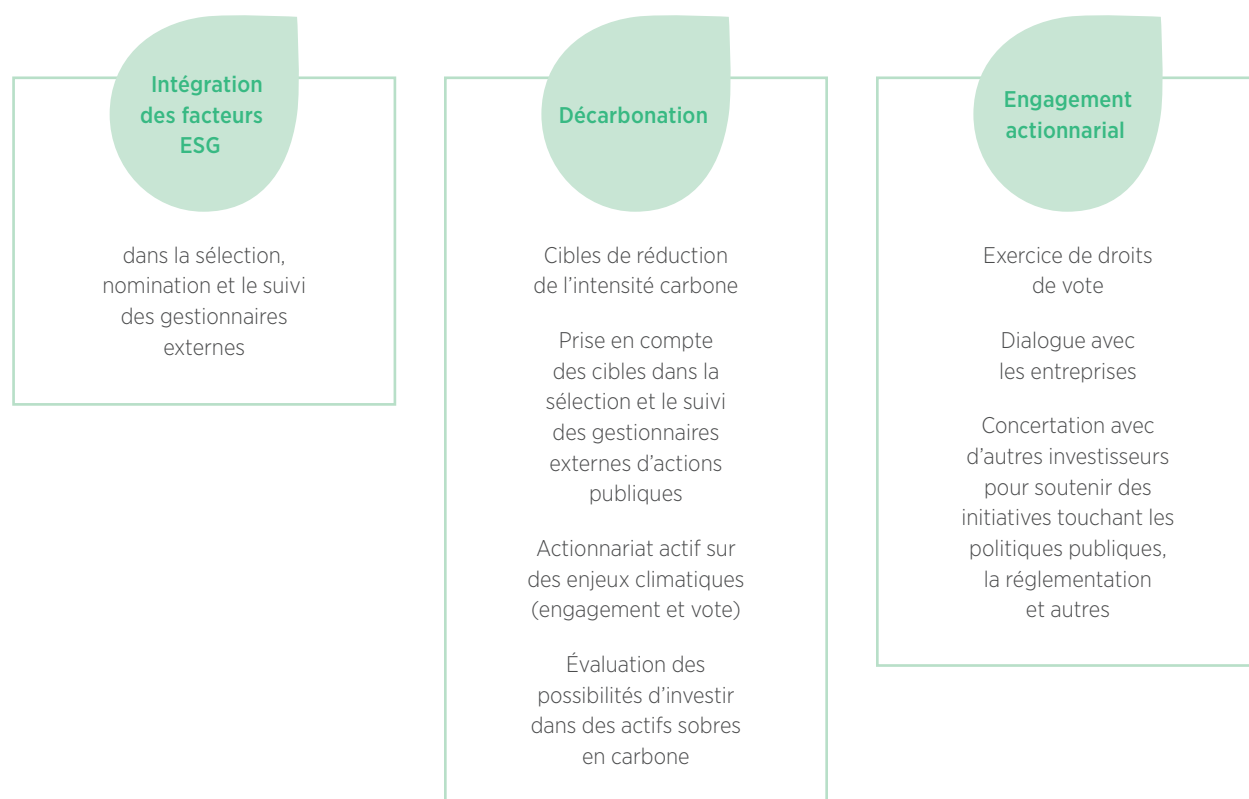 Intégration
des facteurs
ESG
dans la sélection,
nomination et le suivi
des gestionnaires
externes
Décarbonation
Cibles de réduction
de l’intensité carbone
Prise en compte
des cibles dans la
sélection et le suivi
des gestionnaires
externes d’actions
publiques
Actionnariat actif sur
des enjeux climatiques
(engagement et vote)
Évaluation des
possibilités d’investir
dans des actifs sobres
en carbone
Engagement
actionnarial
Exercice de droits
de vote
Dialogue avec
les entreprises
Concertation avec
d’autres investisseurs
pour soutenir des
initiatives touchant les
politiques publiques,
la réglementation
et autres